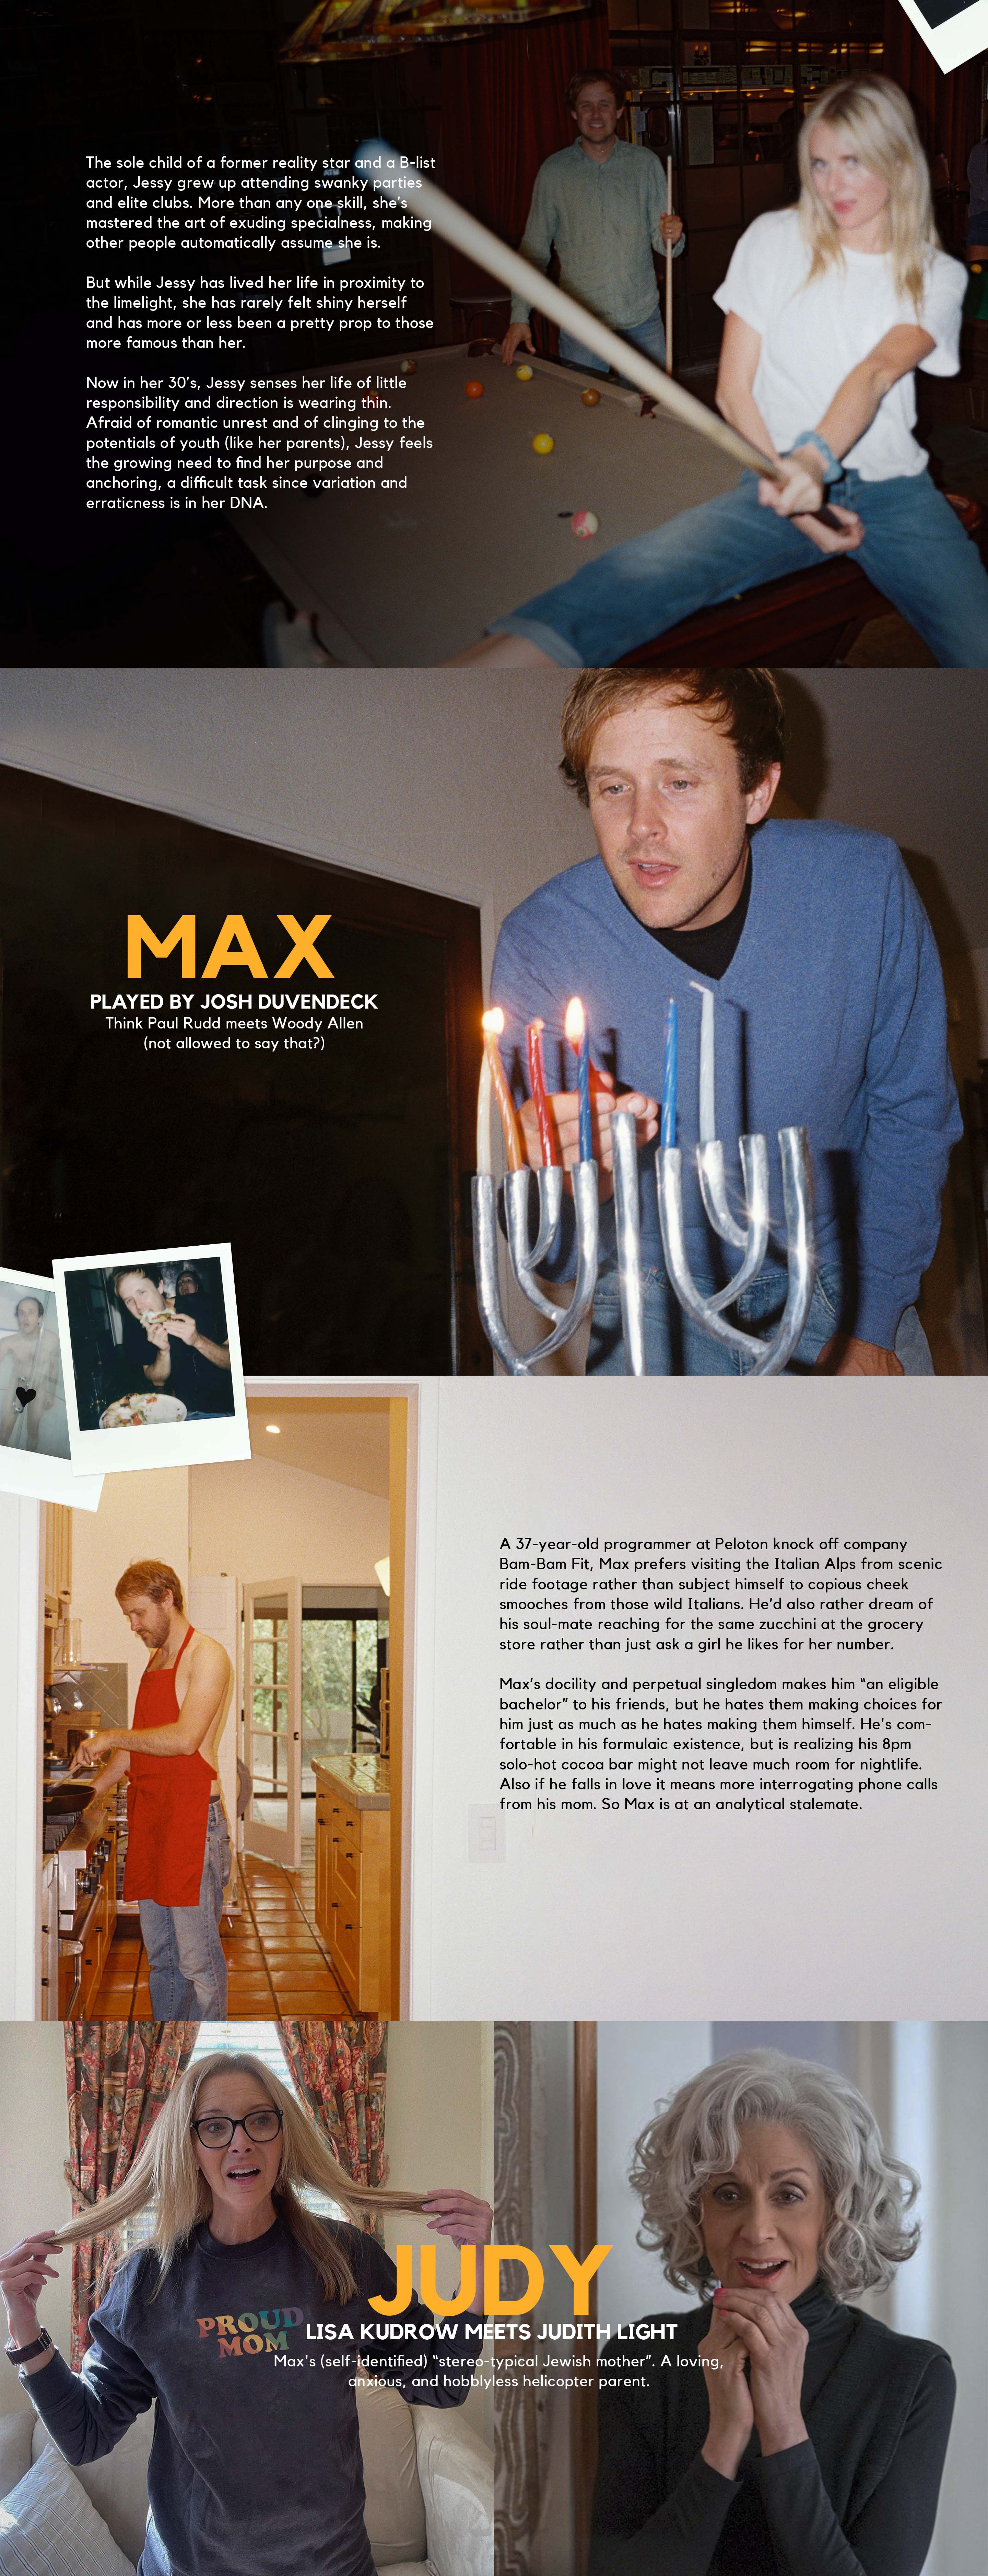 The sole child of a former reality star and a B-list
actor, Jessy grew up attending swanky parties
and elite clubs. More than any one skill, she's
mastered the art of exuding specialness, making
other people automatically assume she is.
But while Jessy has lived her life in proximity to
the limelight, she has rarely felt shiny herself
and has more or less been a pretty prop to those
more famous than her.
Now in her 30's, Jessy senses her life of little
responsibility and direction is wearing thin.
Afraid of romantic unrest and of clinging to the
potentials of youth (like her parents), Jessy feels
the growing need to find her purpose and
anchoring, a difficult task since variation and
erraticness is in her DNA.
MAX
PLAYED BY JOSH DUVENDECK
Think Paul Rudd meets Woody Allen
(not allowed to say that?)
A 37-year-old programmer at Peloton knock off company
Bam-Bam Fit, Max prefers visiting the Italian Alps from scenic
ride footage rather than subject himself to copious cheek
smooches from those wild Italians. He'd also rather dream of
his soul-mate reaching for the same zucchini at the grocery
store rather than just ask a girl he likes for her number.
Max's docility and perpetual singledom makes him "an eligible
bachelor" to his friends, but he hates them making choices for
him just as much as he hates making them himself. He's com-
fortable in his formulaic existence, but is realizing his 8pm
solo-hot cocoa bar might not leave much room for nightlife.
Also if he falls in love it means more interrogating phone calls
from his mom. So Max is at an analytical stalemate.
PROUD
MOM
JUDY
LISA KUDROW MEETS JUDITH LIGHT
Max's (self-identified) "stereo-typical Jewish mother". A loving,
anxious, and hobblyless helicopter parent.